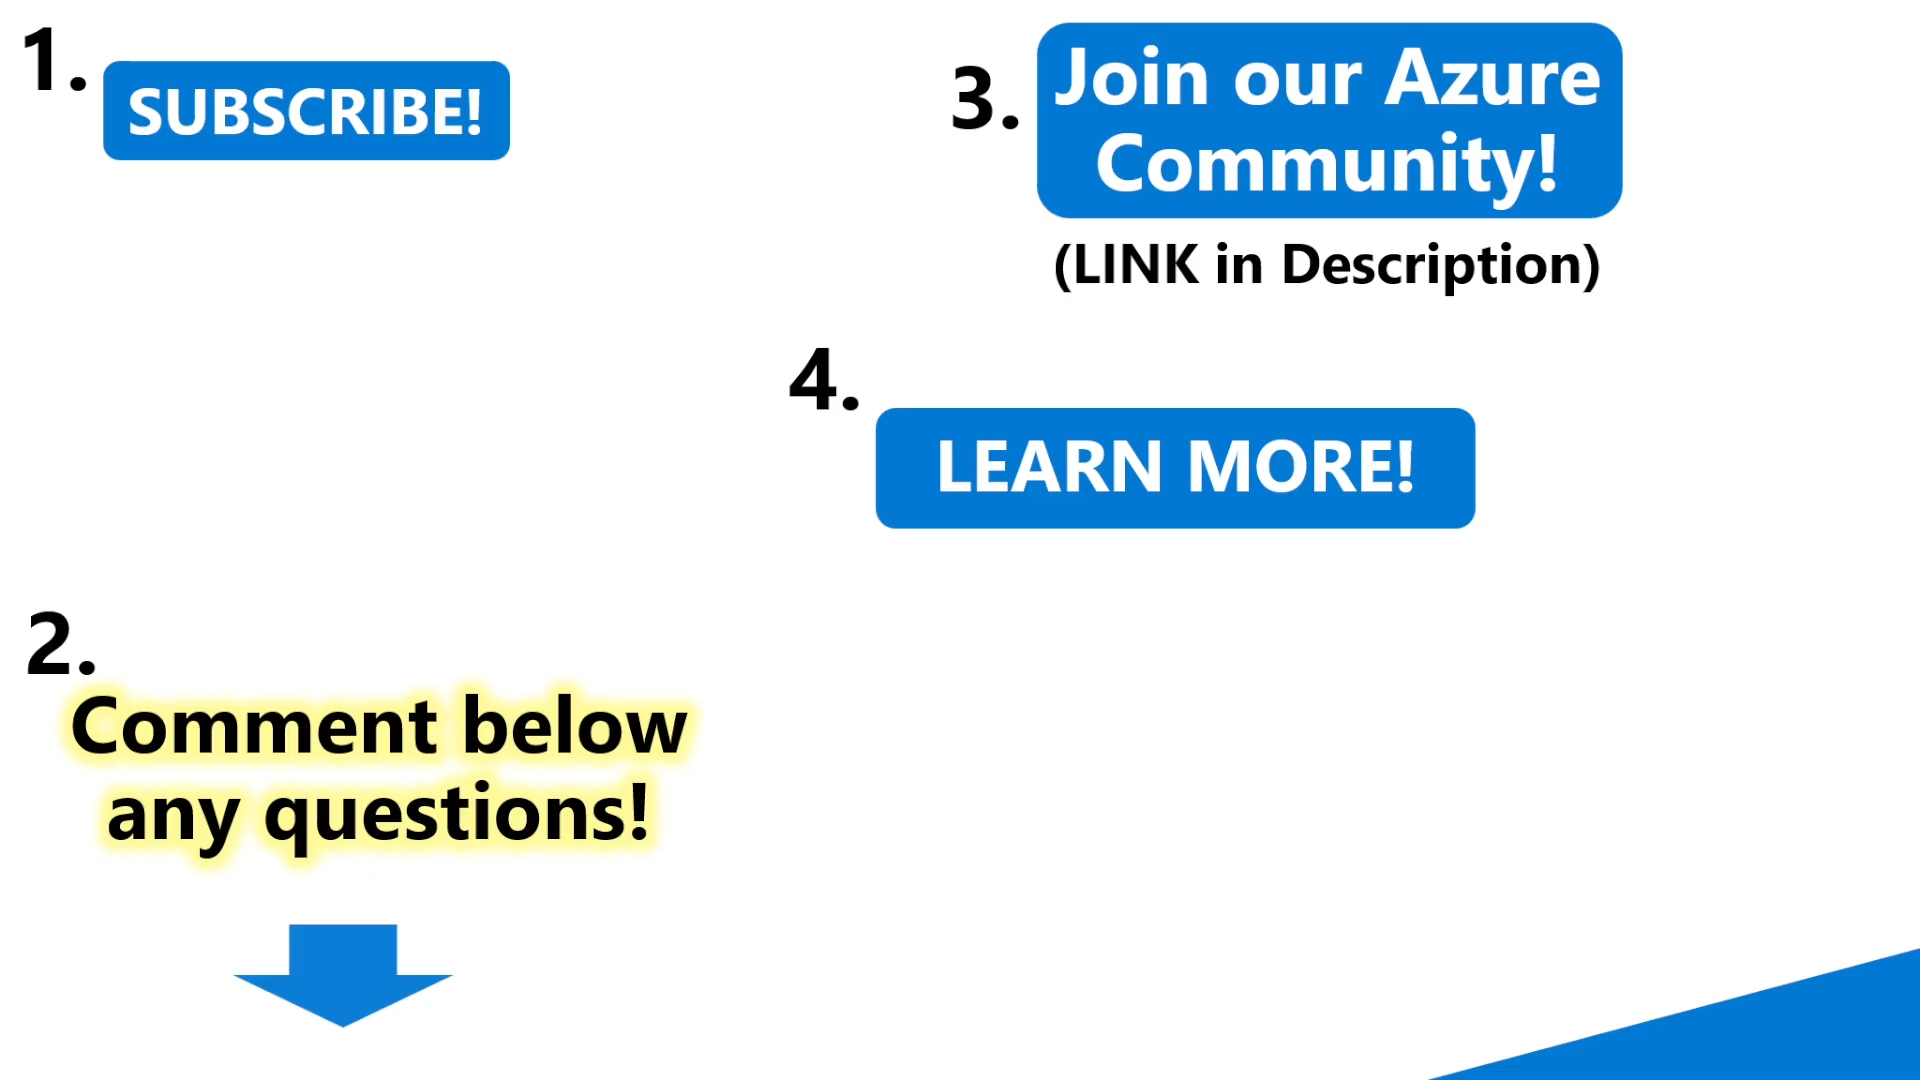 1.
SUBSCRIBE!
2.
Comment below
any questions!
3.
Join our Azure
Community!
(LINK in Description)
4.
LEARN MORE!